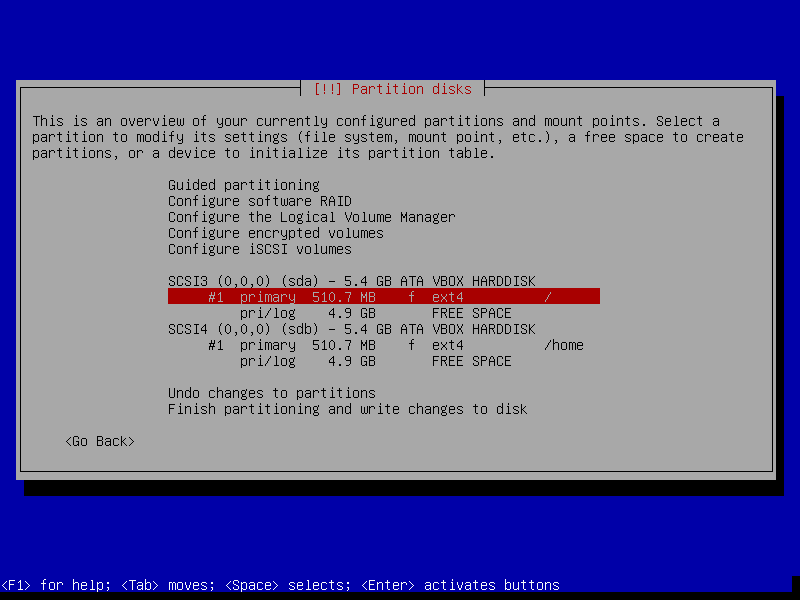 [!!] Partition disks
This is an overview of your currently configured partitions and mount points. Select a
partition to modify its settings (file system, mount point, etc.), a free space to create
partitions, or a device to initialize its partition table.
Guided partitioning
Configure software RAID
Configure the Logical Volume Manager
Configure encrypted volumes
Configure iSCSI volumes
SCSI3 (0,0,0) (sda) - 5.4 GB ATA VBOX HARDDISK
#1 primary 510.7 MB f ext4 /
pri/log 4.9 GB FREE SPACE
SCSI4 (0,0,0) (sdb) - 5.4 GB ATA VBOX HARDDISK
#1 primary 510.7 MB f ext4 /home
pri/log 4.9 GB FREE SPACE
Undo changes to partitions
Finish partitioning and write changes to disk
<Go Back>
<F1> for help; <Tab> moves; <Space> selects; <Enter> activates buttons